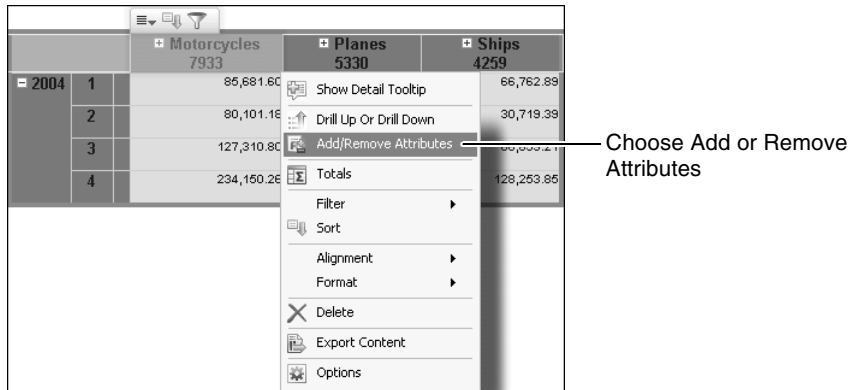 Motorcycles Planes Ships
7933 5330 4259
2004 1 85,681.60 66,762.89
Show Detail Tooltip
2 80,101.18 30,719.39
Drill Up Or Drill Down
3 127,310.80
Add/Remove Attributes
Choose Add or Remove
Attributes
4 234,150.26 128,253.85
Totals
Filter
Sort
Alignment
Format
Delete
Export Content
Options